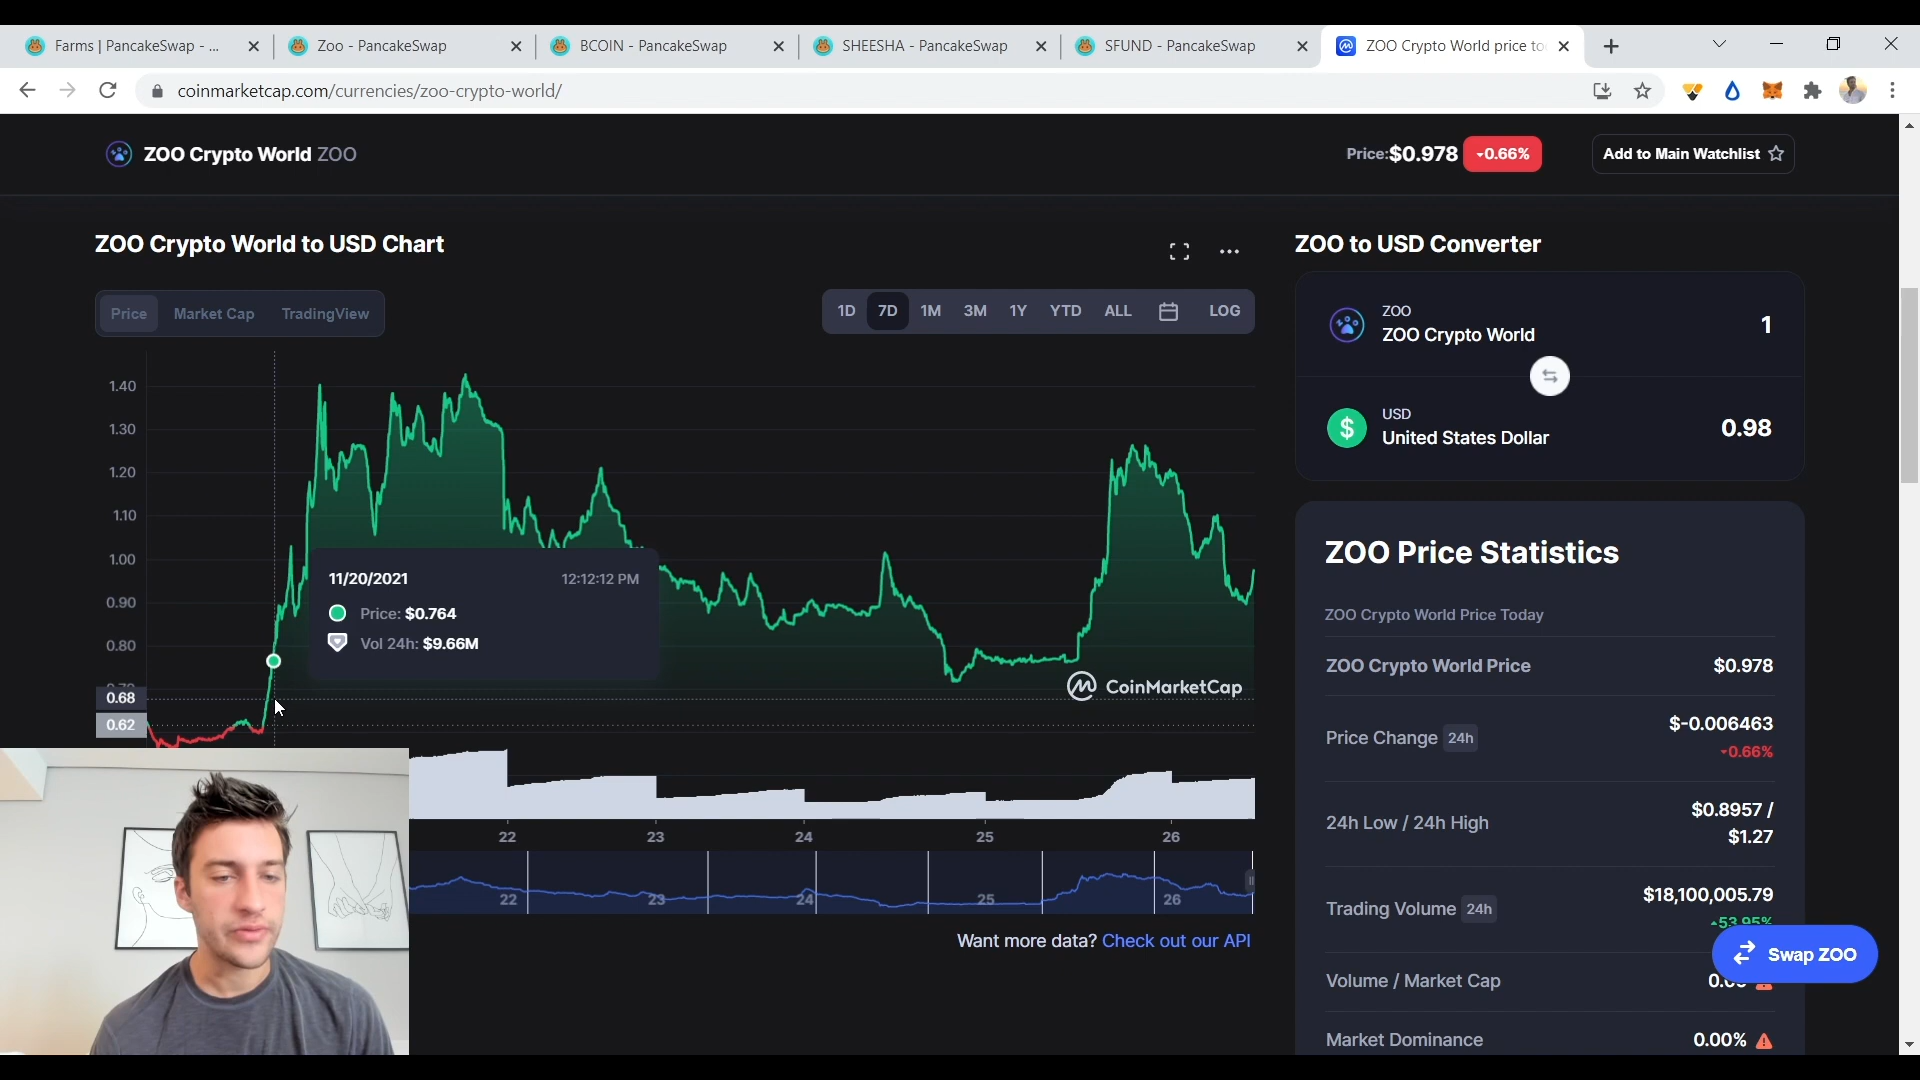 Farms | PancakeSwap - ...
Zoo - PancakeSwap
BCOIN - PancakeSwap
SHEESHA - PancakeSwap
SFUND - PancakeSwap
ZOO Crypto World price to
coinmarketcap.com/currencies/zoo-crypto-world/
ZOO Crypto World ZOO
Price:$0.978
-0.66%
Add to Main Watchlist
ZOO Crypto World to USD Chart
Price
Market Cap
TradingView
1D
7D
1M
3M
1Y
YTD
ALL
LOG
1.40
1.30
1.20
1.10
1.00
0.90
0.80
0.68
0.62
11/20/2021
12:12:12 PM
Price: $0.764
Vol 24h: $9.66M
CoinMarketCap
22
23
24
25
26
22
23
24
25
26
Want more data? Check out our API
ZOO to USD Converter
ZOO
ZOO Crypto World
1
USD
United States Dollar
0.98
ZOO Price Statistics
ZOO Crypto World Price Today
ZOO Crypto World Price
$0.978
Price Change 24h
$-0.006463
-0.66%
24h Low / 24h High
$0.8957 /
$1.27
Trading Volume 24h
$18,100,005.79
53.95%
Swap ZOO
Volume / Market Cap
Market Dominance
0.00%